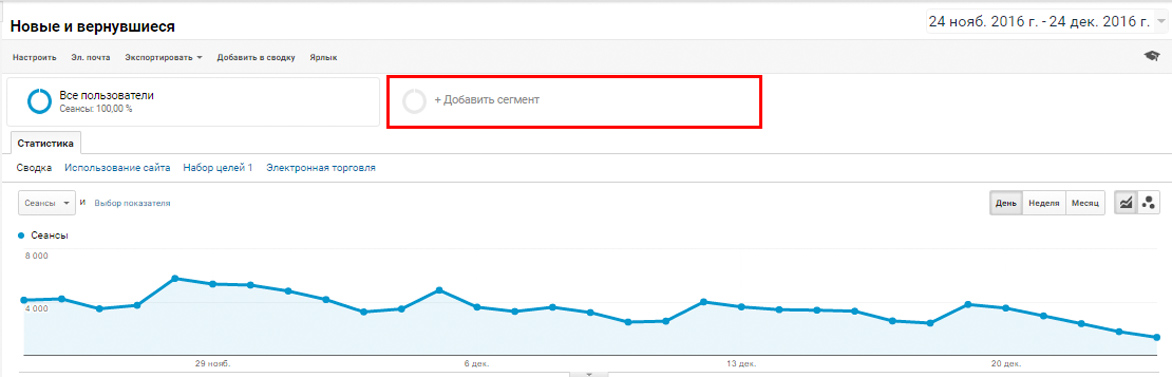 Новые и вернувшиеся
24 нояб. 2016 г. - 24 дек. 2016 г.
Настроить Эл. почта Экспортировать Добавить в сводку Ярлык
Все пользователи
Сеансы: 100,00 %
+ Добавить сегмент
Статистика
Сводка Использование сайта Набор целей 1 Электронная торговля
Сеансы и Выбор показателя
День Неделя Месяц
Сеансы
8 000
4 000
29 нояб. 6 дек. 13 дек. 20 дек.